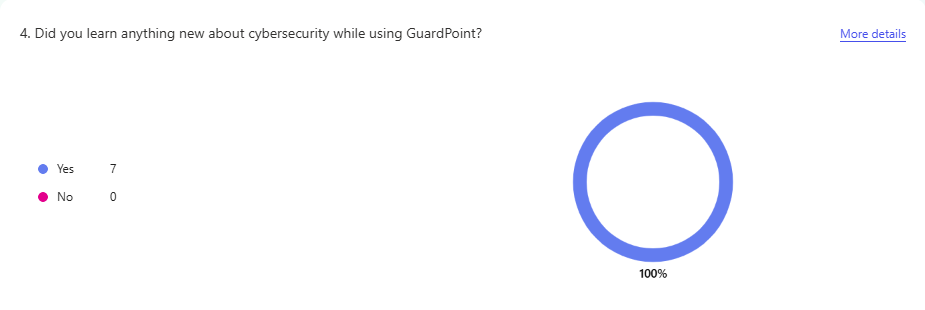 4. Did you learn anything new about cybersecurity while using GuardPoint?
More details
Yes 7
No 0
100%